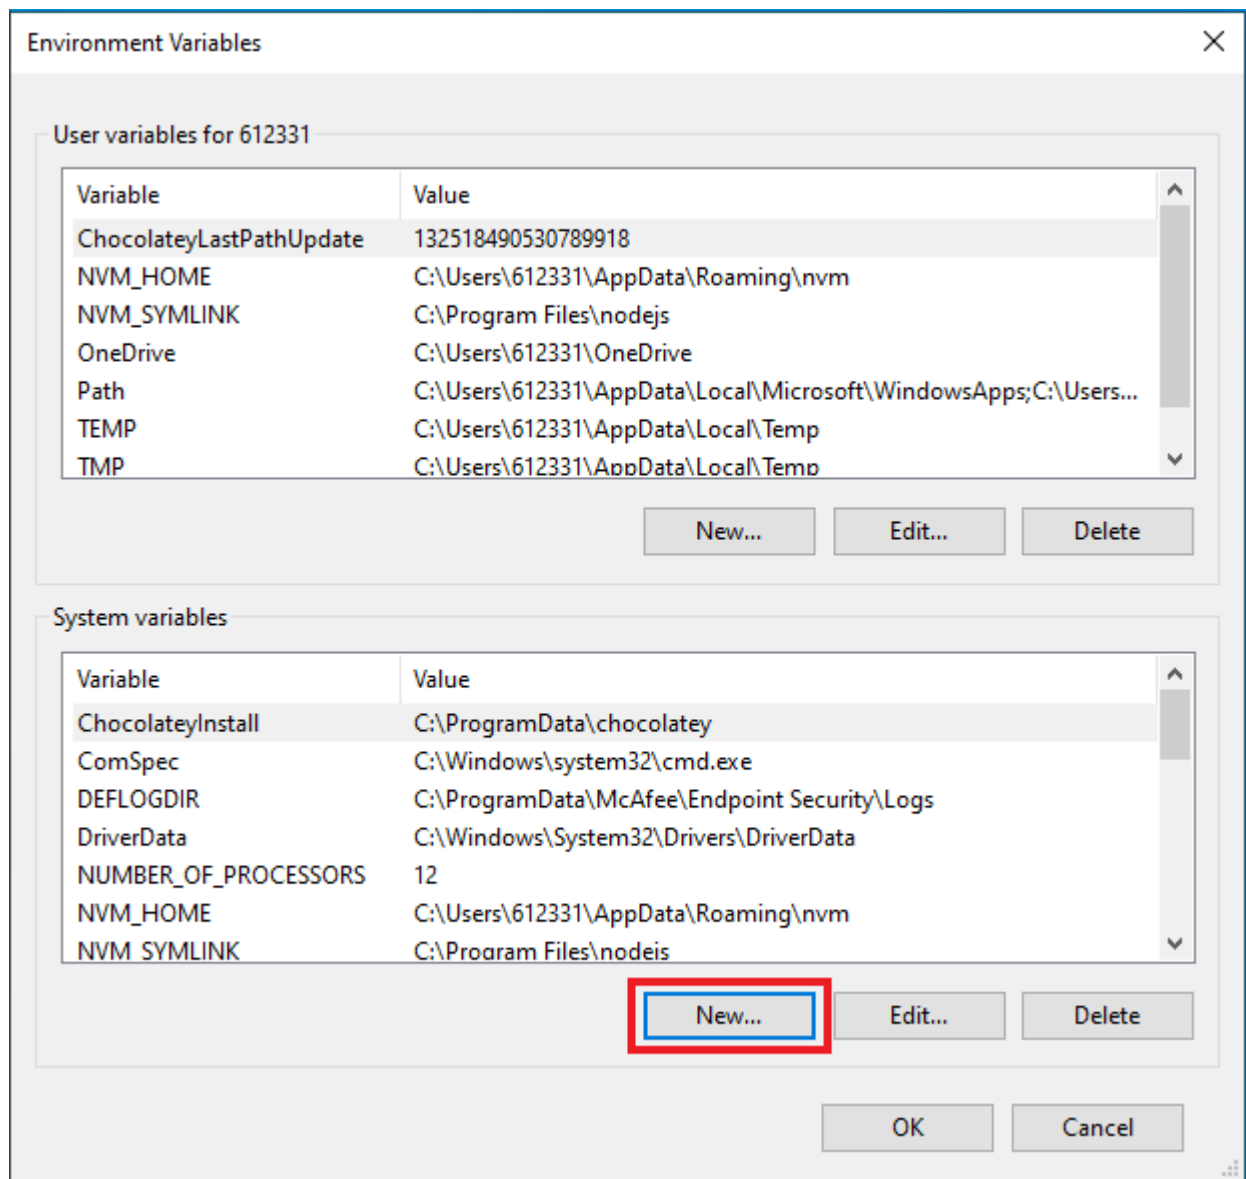 Environment Variables
User variables for 612331
Variable Value
ChocolateyLastPathUpdate 132518490530789918
NVM_HOME C:\Users\612331\AppData\Roaming\nvm
NVM_SYMLINK C:\Program Files\nodejs
OneDrive C:\Users\612331\OneDrive
Path C:\Users\612331\AppData\Local\Microsoft\WindowsApps;C:\Users...
TEMP C:\Users\612331\AppData\Local\Temp
TMP C:\Users\612331\AppData\Local\Temp
New... Edit... Delete
System variables
Variable Value
ChocolateyInstall C:\ProgramData\chocolatey
ComSpec C:\Windows\system32\cmd.exe
DEFLOGDIR C:\ProgramData\McAfee\Endpoint Security\Logs
DriverData C:\Windows\System32\Drivers\DriverData
NUMBER_OF_PROCESSORS 12
NVM_HOME C:\Users\612331\AppData\Roaming\nvm
NVM_SYMLINK C:\Program Files\nodejs
New... Edit... Delete
OK Cancel